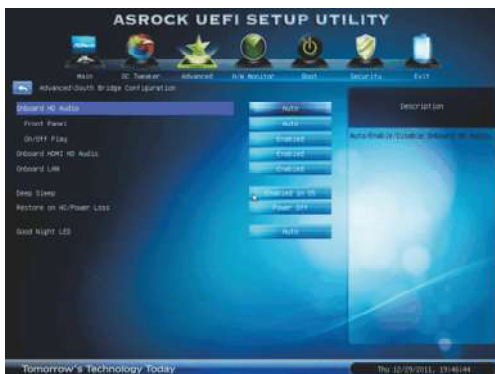 ASROCK UEFI SETUP UTILITY
Main OC Tweaker Advanced H/W Monitor Boot Security Exit
Advanced\South Bridge Configuration
Description
Onboard HD Audio Auto
Front Panel Auto
Auto/Enable/Disable Onboard HD Audio.
On/Off Play Enabled
Onboard HDMI HD Audio Enabled
Onboard LAN Enabled
Deep Sleep Enabled in S5
Restore on AC/Power Loss Power Off
Good Night LED Auto
Tomorrow's Technology Today
Thu 12/29/2011, 19:46:44